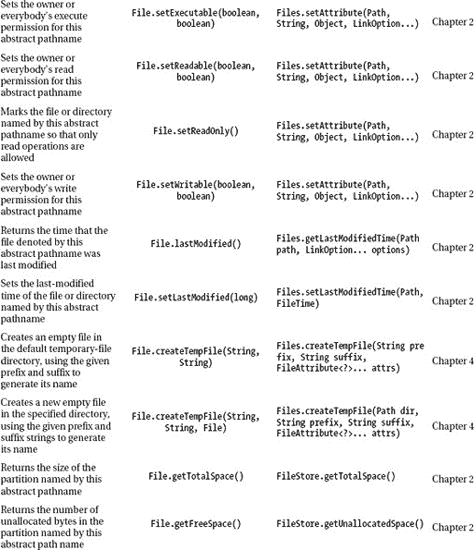 Sets the owner or
everybody's execute
permission for this
abstract pathname
File.setExecutable(boolean,
boolean)
Files.setAttribute(Path,
String, Object, LinkOption...)
Chapter 2
Sets the owner or
everybody's read
permission for this
abstract pathname
File.setReadable(boolean,
boolean)
Files.setAttribute(Path,
String, Object, LinkOption...)
Chapter 2
Marks the file or directory
named by this abstract
pathname so that only
read operations are
allowed
File.setReadOnly()
Files.setAttribute(Path,
String, Object, LinkOption...)
Chapter 2
Sets the owner or
everybody's write
permission for this
abstract pathname
File.setWritable(boolean,
boolean)
Files.setAttribute(Path,
String, Object, LinkOption...)
Chapter 2
Returns the time that the
file denoted by this
abstract pathname was
last modified
File.lastModified()
Files.getLastModifiedTime(Path
path, LinkOption... options)
Chapter 2
Sets the last-modified
time of the file or directory
named by this abstract
pathname
File.setLastModified(long)
Files.setLastModifiedTime(Path,
FileTime)
Chapter 2
Creates an empty file in
the default temporary-file
directory, using the given
prefix and suffix to
generate its name
File.createTempFile(String,
String)
Files.createTempFile(String pre
fix, String suffix,
FileAttribute<?>... attrs)
Chapter 4
Creates a new empty file
in the specified directory,
using the given prefix and
suffix strings to generate
its name
File.createTempFile(String,
String, File)
Files.createTempFile(Path dir,
String prefix, String suffix,
FileAttribute<?>... attrs)
Chapter 4
Returns the size of the
partition named by this
abstract pathname
File.getTotalSpace()
FileStore.getTotalSpace()
Chapter 2
Returns the number of
unallocated bytes in the
partition named by this
abstract path name
File.getFreeSpace()
FileStore.getUnallocatedSpace()
Chapter 2